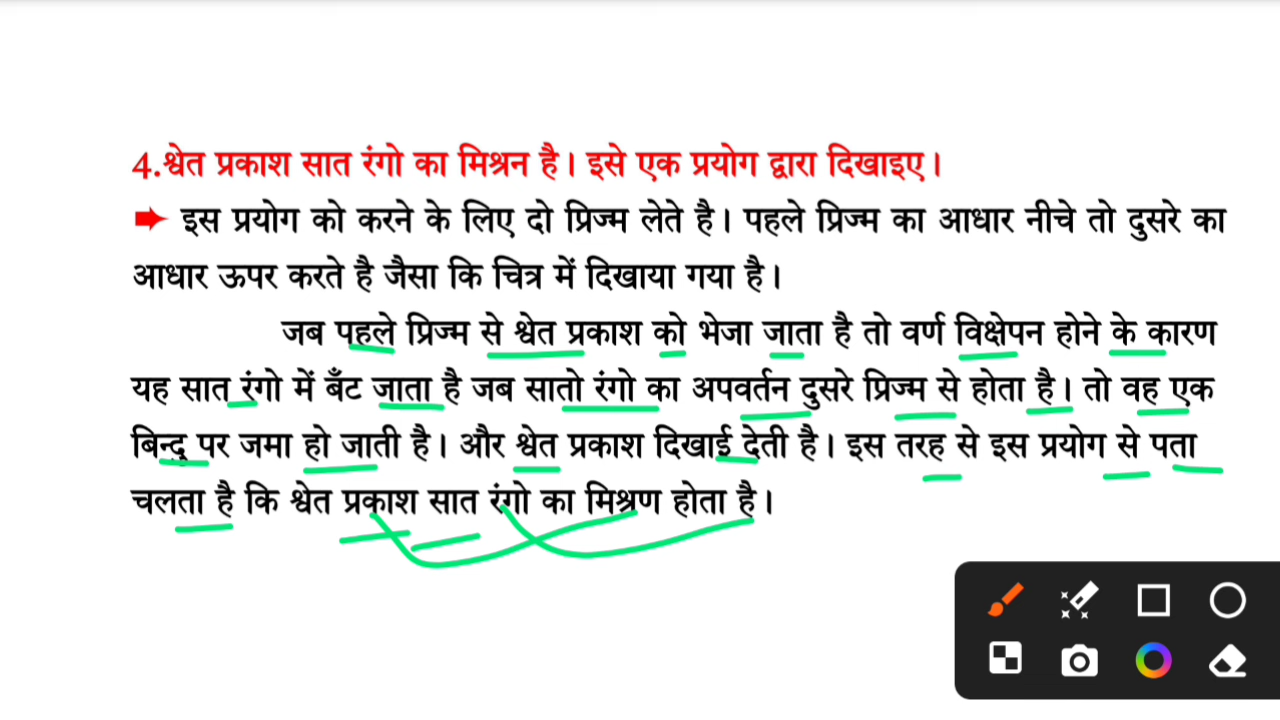 4.श्वेत प्रकाश सात रंगो का मिश्रन है। इसे एक प्रयोग द्वारा दिखाइए।
इस प्रयोग को करने के लिए दो प्रिज्म लेते है। पहले प्रिज्म का आधार नीचे तो दुसरे का
आधार ऊपर करते है जैसा कि चित्र में दिखाया गया है।
जब पहले प्रिज्म से श्वेत प्रकाश को भेजा जाता है तो वर्ण विक्षेपन होने के कारण
यह सात रंगो में बँट जाता है जब सातो रंगो का अपवर्तन दुसरे प्रिज्म से होता है। तो वह एक
बिन्दु पर जमा हो जाती है। और श्वेत प्रकाश दिखाई देती है। इस तरह से इस प्रयोग से पता
चलता है कि श्वेत प्रकाश सात रंगो का मिश्रण होता है।